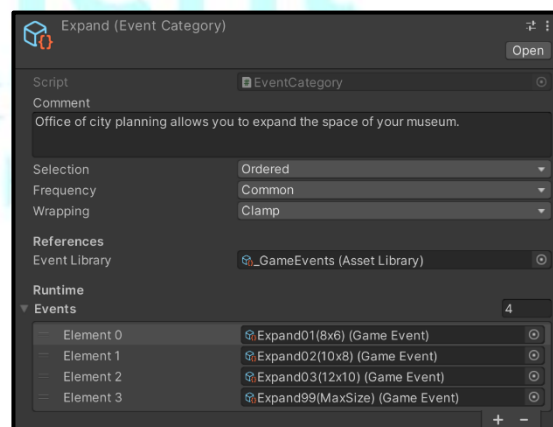 Expand (Event Category)
Open
Script EventCategory
Comment
Office of city planning allows you to expand the space of your museum.
Selection Ordered
Frequency Common
Wrapping Clamp
References
Event Library _GameEvents (Asset Library)
Runtime
Events 4
Element 0 Expand01(8x6) (Game Event)
Element 1 Expand02(10x8) (Game Event)
Element 2 Expand03(12x10) (Game Event)
Element 3 Expand99(MaxSize) (Game Event)
+ -